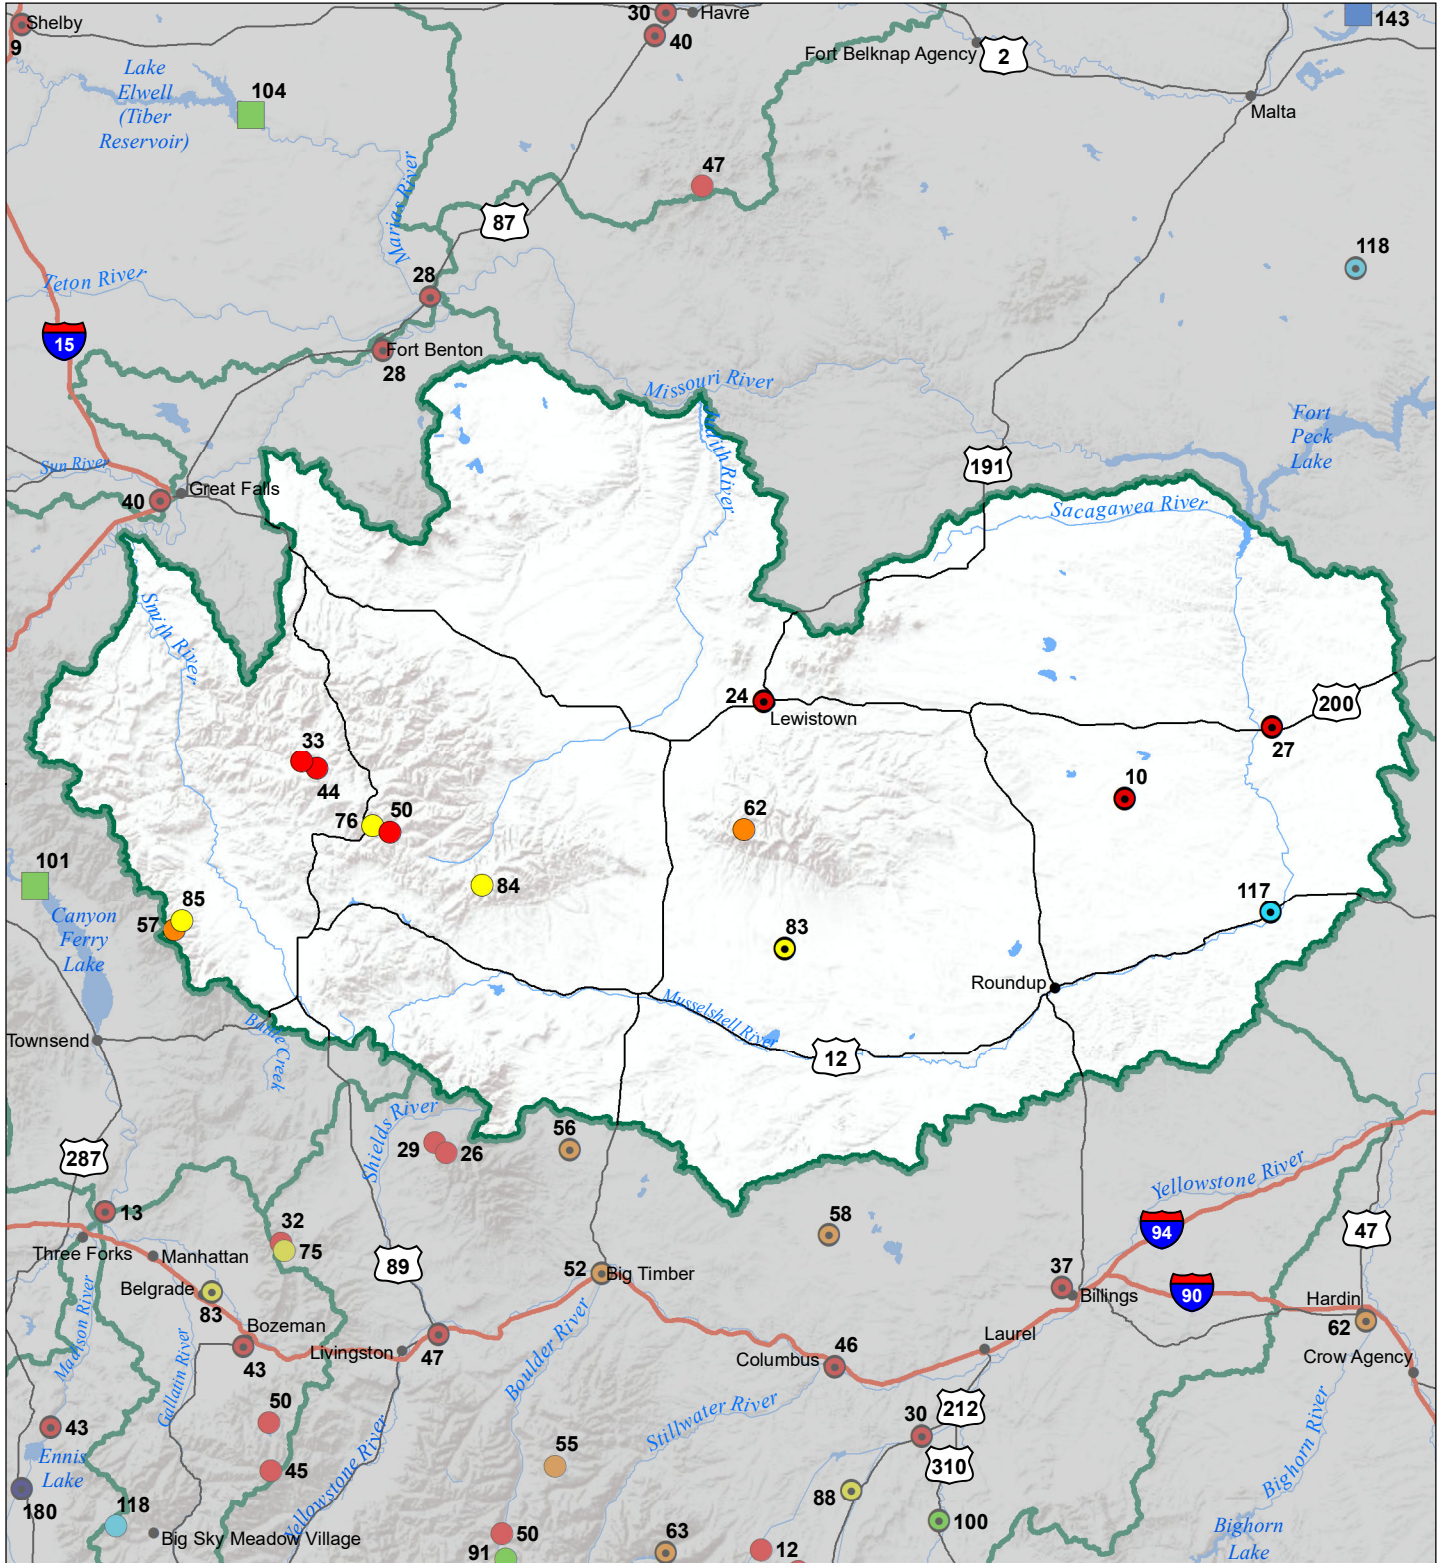 Shelby
9
30
Havre
40
Fort Belknap Agency
2
143
Malta
Lake
Elwell
(Tiber
Reservoir)
104
Marias River
47
87
118
Teton River
28
15
Fort Benton
28
Missouri River
Fort
Peck
Lake
Judith River
Sun River
40
Great Falls
191
Sacagawea River
Smith River
24
Lewistown
200
27
33
44
10
76
50
62
101
Canyon
Ferry
Lake
85
57
84
117
83
Roundup
Musselshell River
12
Townsend
Battle Creek
Shields River
29
26
56
287
Yellowstone River
13
32
75
58
94
47
Three Forks
Manhattan
89
Belgrade
83
52
Big Timber
37
Billings
90
Hardin
62
Madison River
Bozeman
43
Gallatin River
Livingston
47
Boulder River
Columbus
46
Laurel
Crow Agency
50
43
Ennis
Lake
45
Yellowstone River
55
Stillwater River
30
212
310
Bighorn River
180
118
Big Sky Meadow Village
88
100
50
91
63
12
Bighorn
Lake